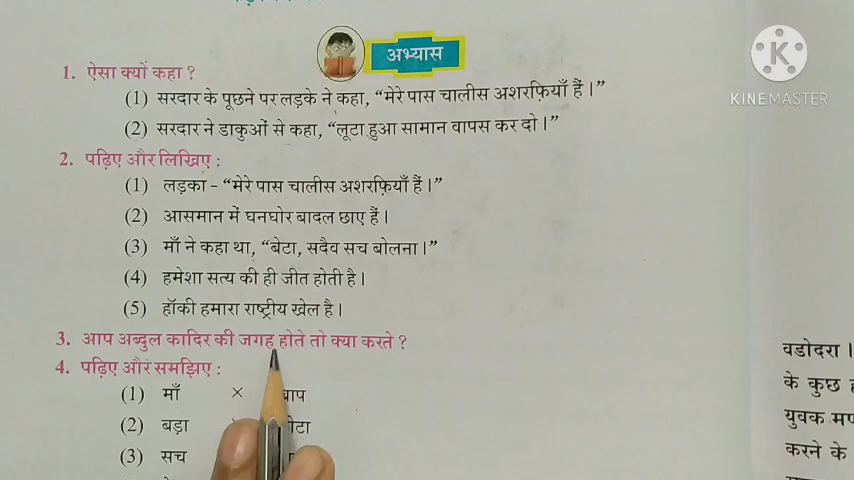 अभ्यास
1. ऐसा क्यों कहा ?
(1) सरदार के पूछने पर लड़के ने कहा, “मेरे पास चालीस अशरफ़ियाँ हैं।”
(2) सरदार ने डाकुओं से कहा, “लूटा हुआ सामान वापस कर दो।”
2. पढ़िए और लिखिए :
(1) लड़का - “मेरे पास चालीस अशरफ़ियाँ हैं।”
(2) आसमान में घनघोर बादल छाए हैं।
(3) माँ ने कहा था, “बेटा, सदैव सच बोलना।”
(4) हमेशा सत्य की ही जीत होती है।
(5) हॉकी हमारा राष्ट्रीय खेल है।
3. आप अब्दुल कादिर की जगह होते तो क्या करते ?
4. पढ़िए और समझिए :
(1) माँ ×
(2) बड़ा
(3) सच
वडोदरा।
के कुछ
युवक
करने के
KINEMASTER